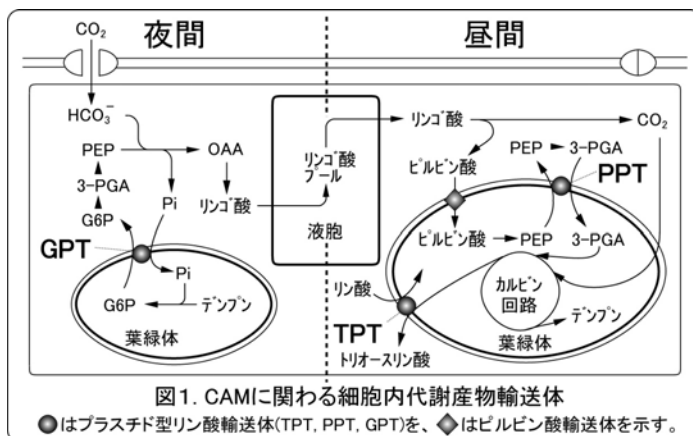 夜間
昼間
CO₂
HCO₃⁻
PEP
OAA
3-PGA
Pi
G6P
リンゴ酸
GPT
Pi
G6P
デンプン
葉緑体
リンゴ酸
プール
液胞
リンゴ酸
CO₂
ピルビン酸
PEP
3-PGA
PPT
ピルビン酸
PEP
3-PGA
リン酸
カルビン
回路
デンプン
葉緑体
TPT
トリオースリン酸
図1. CAMに関わる細胞内代謝産物輸送体
はプラスチド型リン酸輸送体(TPT, PPT, GPT)を、はピルビン酸輸送体を示す。